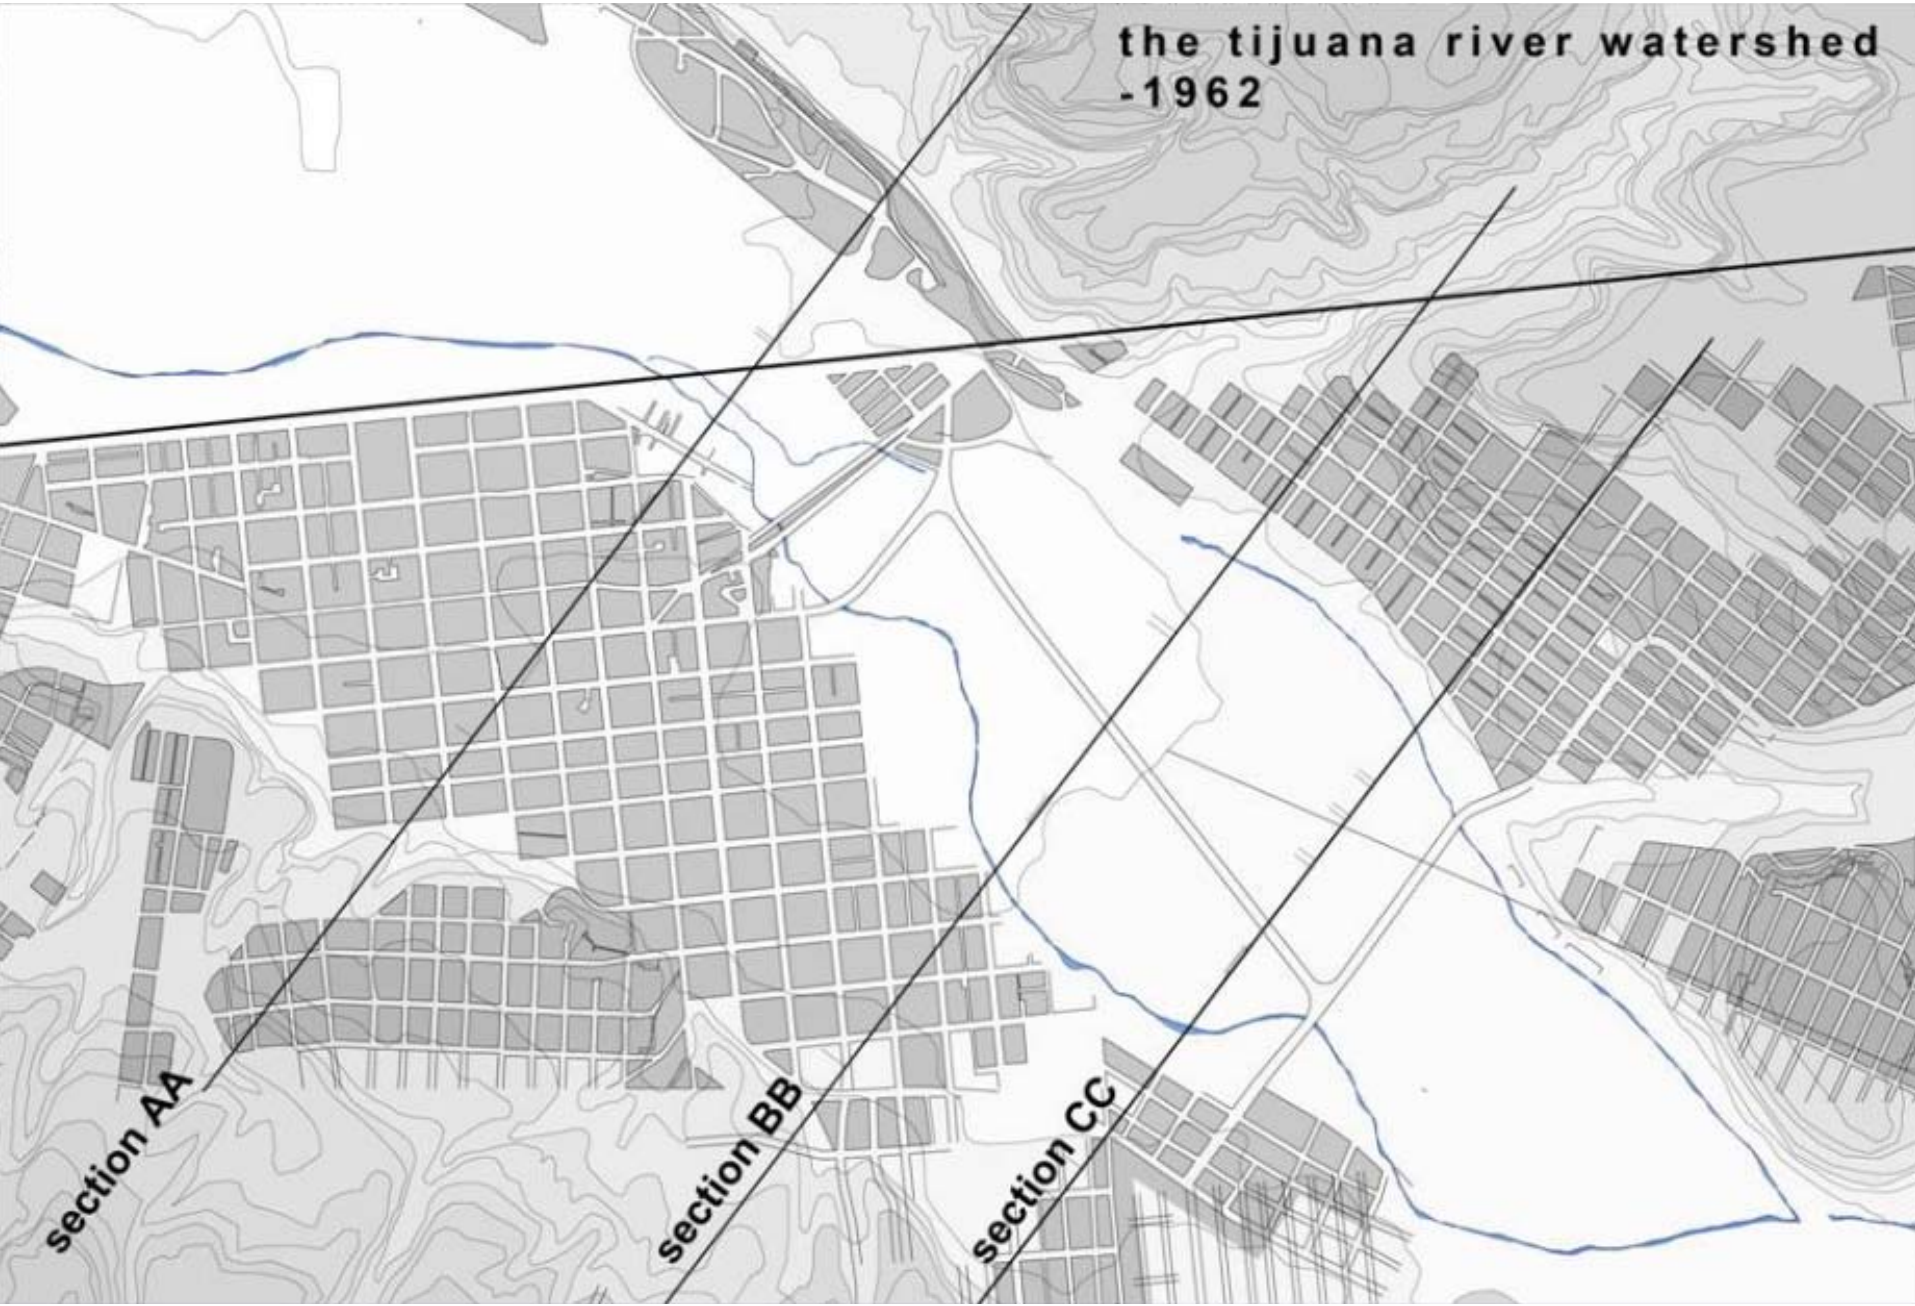 the tijuana river watershed
-1962
section AA
section BB
section CC